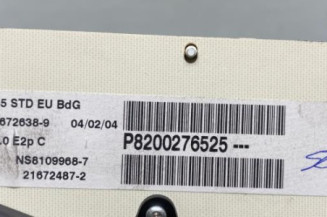 5 STD EU BdG
672638-9 04/02/04
.0 E2p C P8200276525---
NS6109968-7
21672487-2